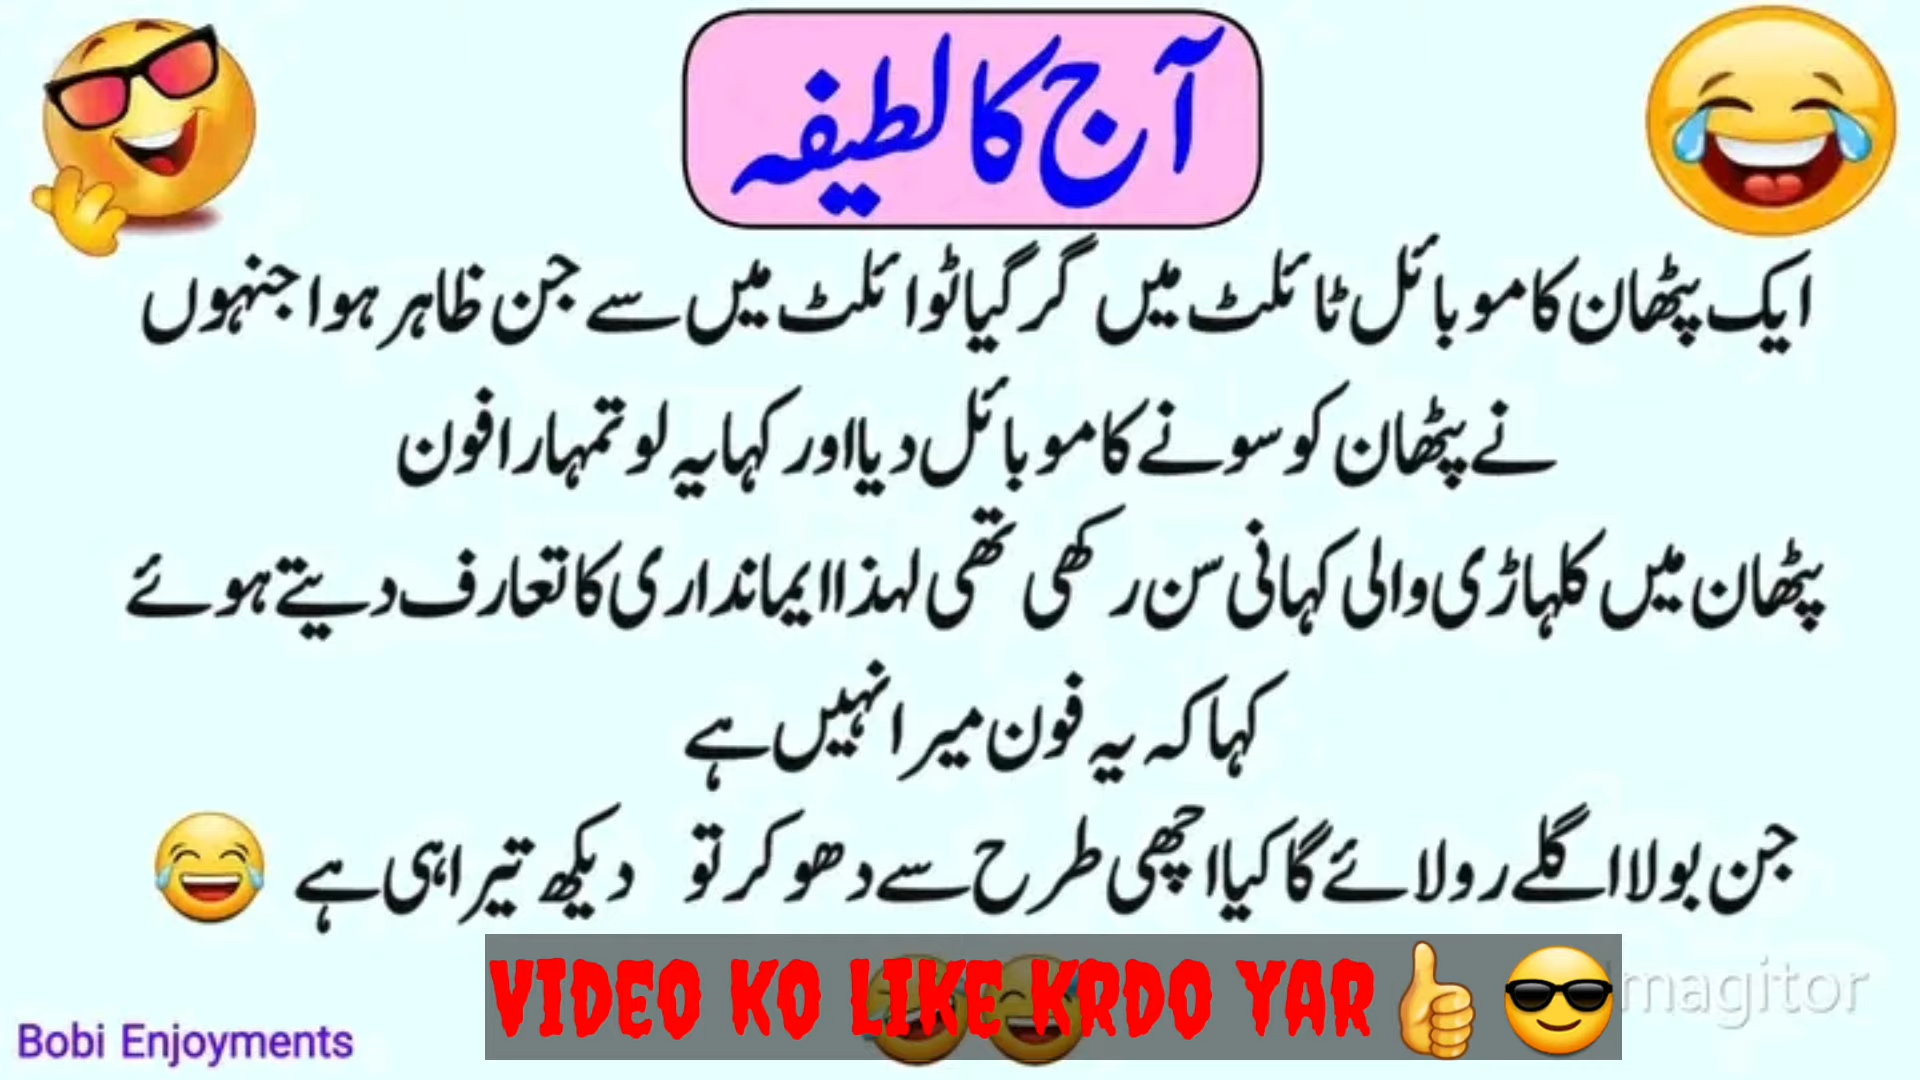 آج کا لطیفہ
ایک پٹھان کا موبائل ٹائلٹ میں گر گیا ٹوائلٹ میں سے جن ظاہر ہوا جنہوں
نے پٹھان کو سونے کا موبائل دیا اور کہا یہ لو تمہارا فون
پٹھان میں کلہاڑی والی کہانی سن رکھی تھی لہذا ایمانداری کا تعارف دیتے ہوئے
کہا کہ یہ فون میرا نہیں ہے
جن بولا اگلے رولائے گا کیا اچھی طرح سے دھو کر تو دیکھ تیرا ہی ہے 😂
VIDEO KO LIKE KRDO YAR👍😎
Imagitor
Bobi Enjoyments